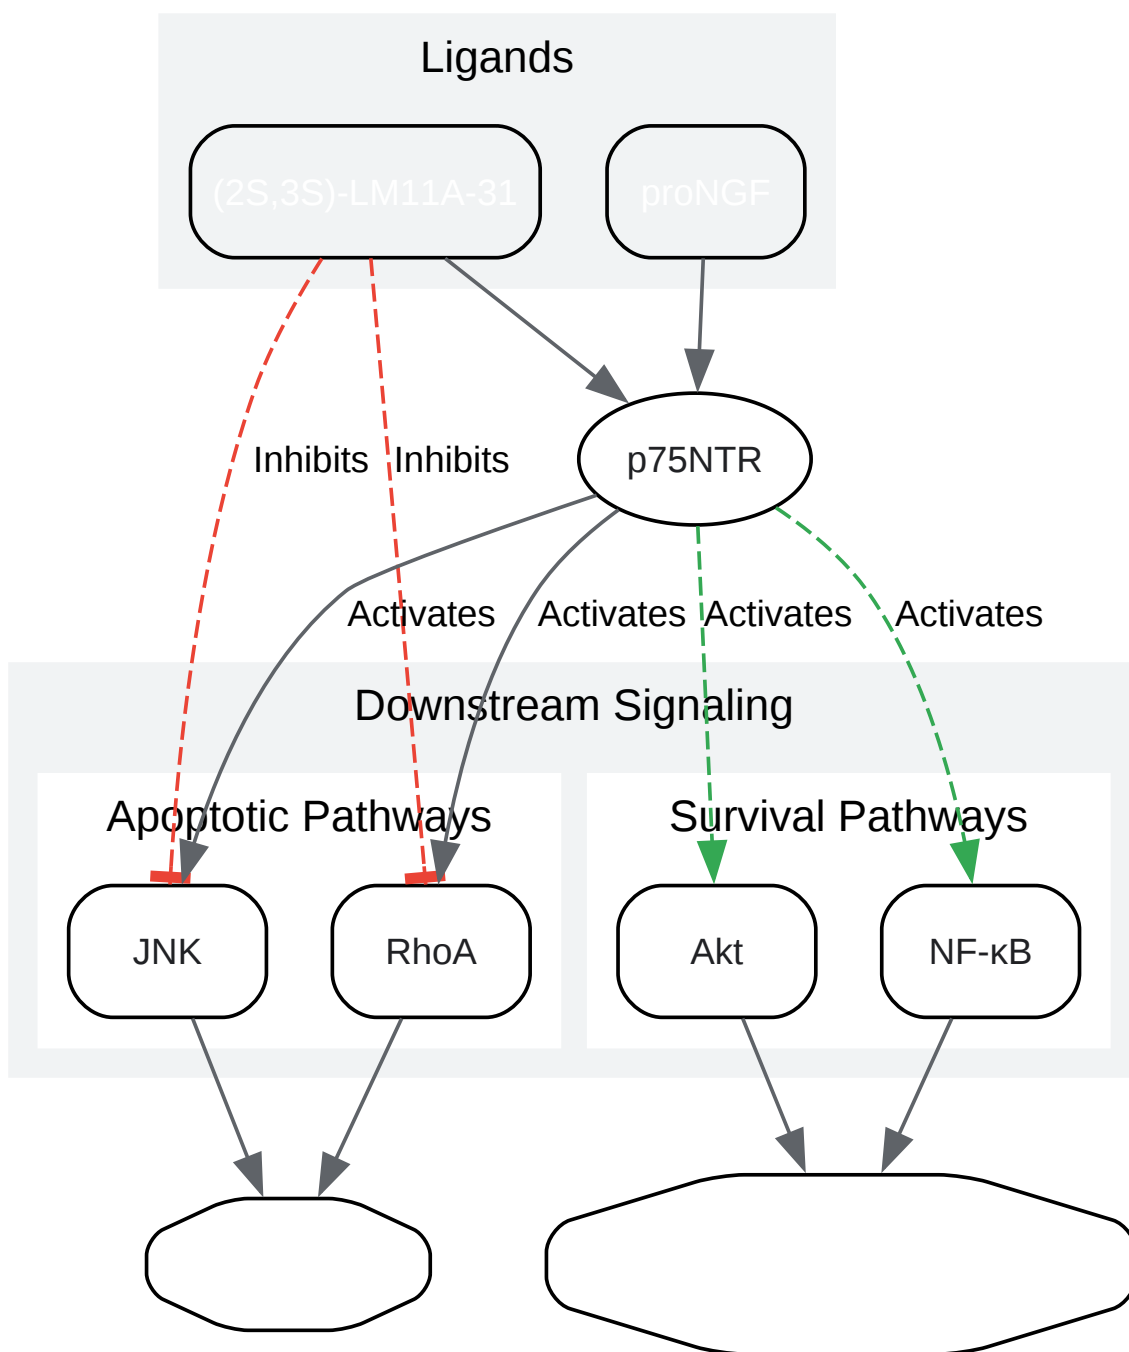 Ligands
(2S,3S)-LM11A-31
proNGF
p75NTR
Inhibits
Inhibits
Activates
Activates
Activates
Activates
Downstream Signaling
Apoptotic Pathways
Survival Pathways
JNK
RhoA
Akt
NF-κB